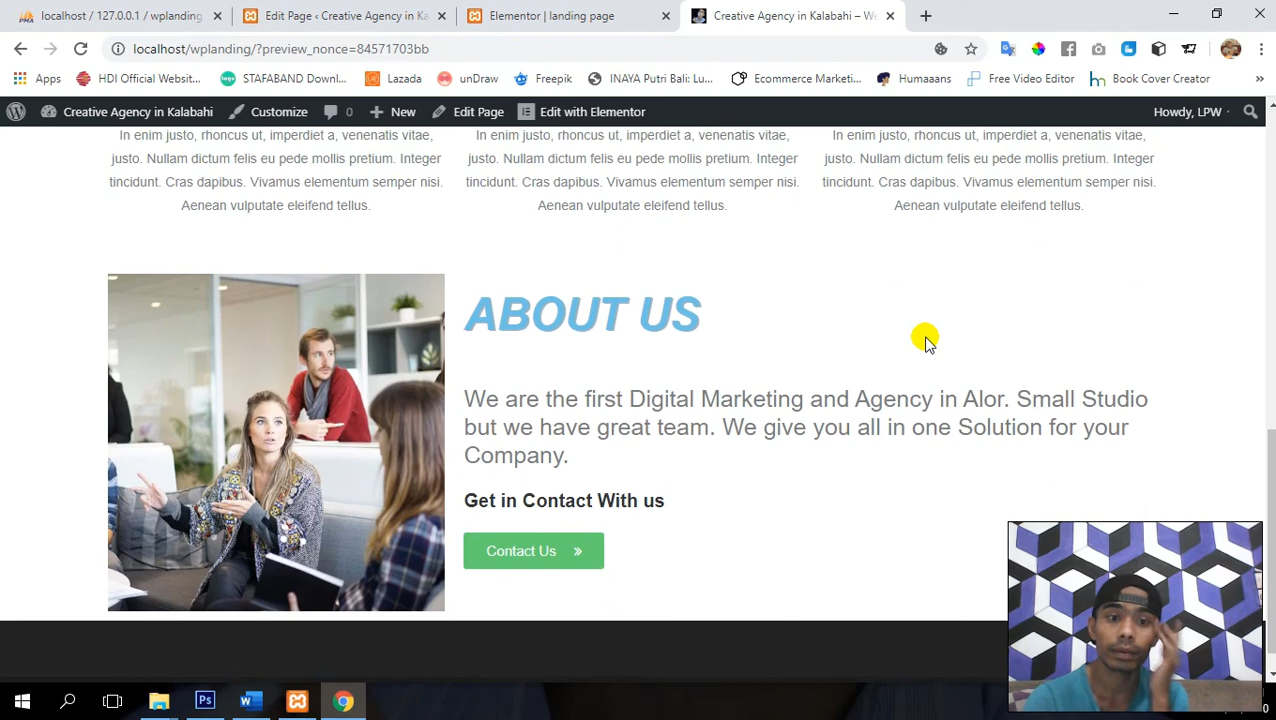 localhost / 127.0.0.1 / wplanding
Edit Page ‹ Creative Agency in Ka
Elementor | landing page
Creative Agency in Kalabahi – We
localhost/wplanding/?preview_nonce=84571703bb
Apps
HDI Official Websit...
STAFABAND Downl...
Lazada
unDraw
Freepik
INAYA Putri Bali: Lu...
Ecommerce Marketi...
Humaaans
Free Video Editor
Book Cover Creator
»
Creative Agency in Kalabahi
Customize
0
New
Edit Page
Edit with Elementor
Howdy, LPW
In enim justo, rhoncus ut, imperdiet a, venenatis vitae,
justo. Nullam dictum felis eu pede mollis pretium. Integer
tincidunt. Cras dapibus. Vivamus elementum semper nisi.
Aenean vulputate eleifend tellus.
In enim justo, rhoncus ut, imperdiet a, venenatis vitae,
justo. Nullam dictum felis eu pede mollis pretium. Integer
tincidunt. Cras dapibus. Vivamus elementum semper nisi.
Aenean vulputate eleifend tellus.
In enim justo, rhoncus ut, imperdiet a, venenatis vitae,
justo. Nullam dictum felis eu pede mollis pretium. Integer
tincidunt. Cras dapibus. Vivamus elementum semper nisi.
Aenean vulputate eleifend tellus.
ABOUT US
We are the first Digital Marketing and Agency in Alor. Small Studio
but we have great team. We give you all in one Solution for your
Company.
Get in Contact With us
Contact Us »
Ps
W